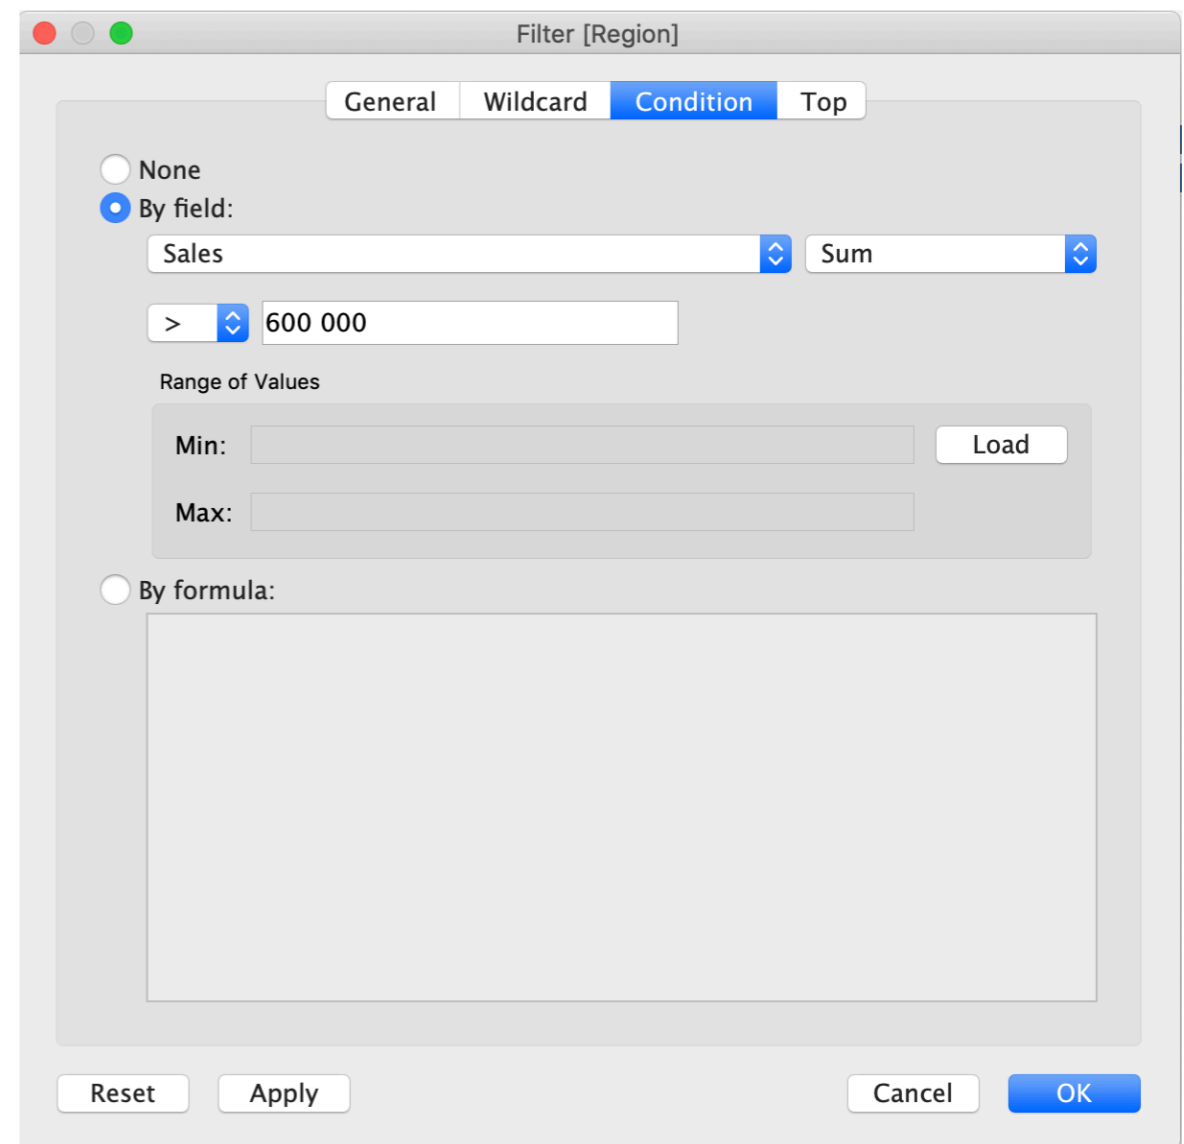 Filter [Region]
General Wildcard Condition Top
None
By field:
Sales Sum
> 600 000
Range of Values
Min: Load
Max:
By formula:
Reset Apply Cancel OK